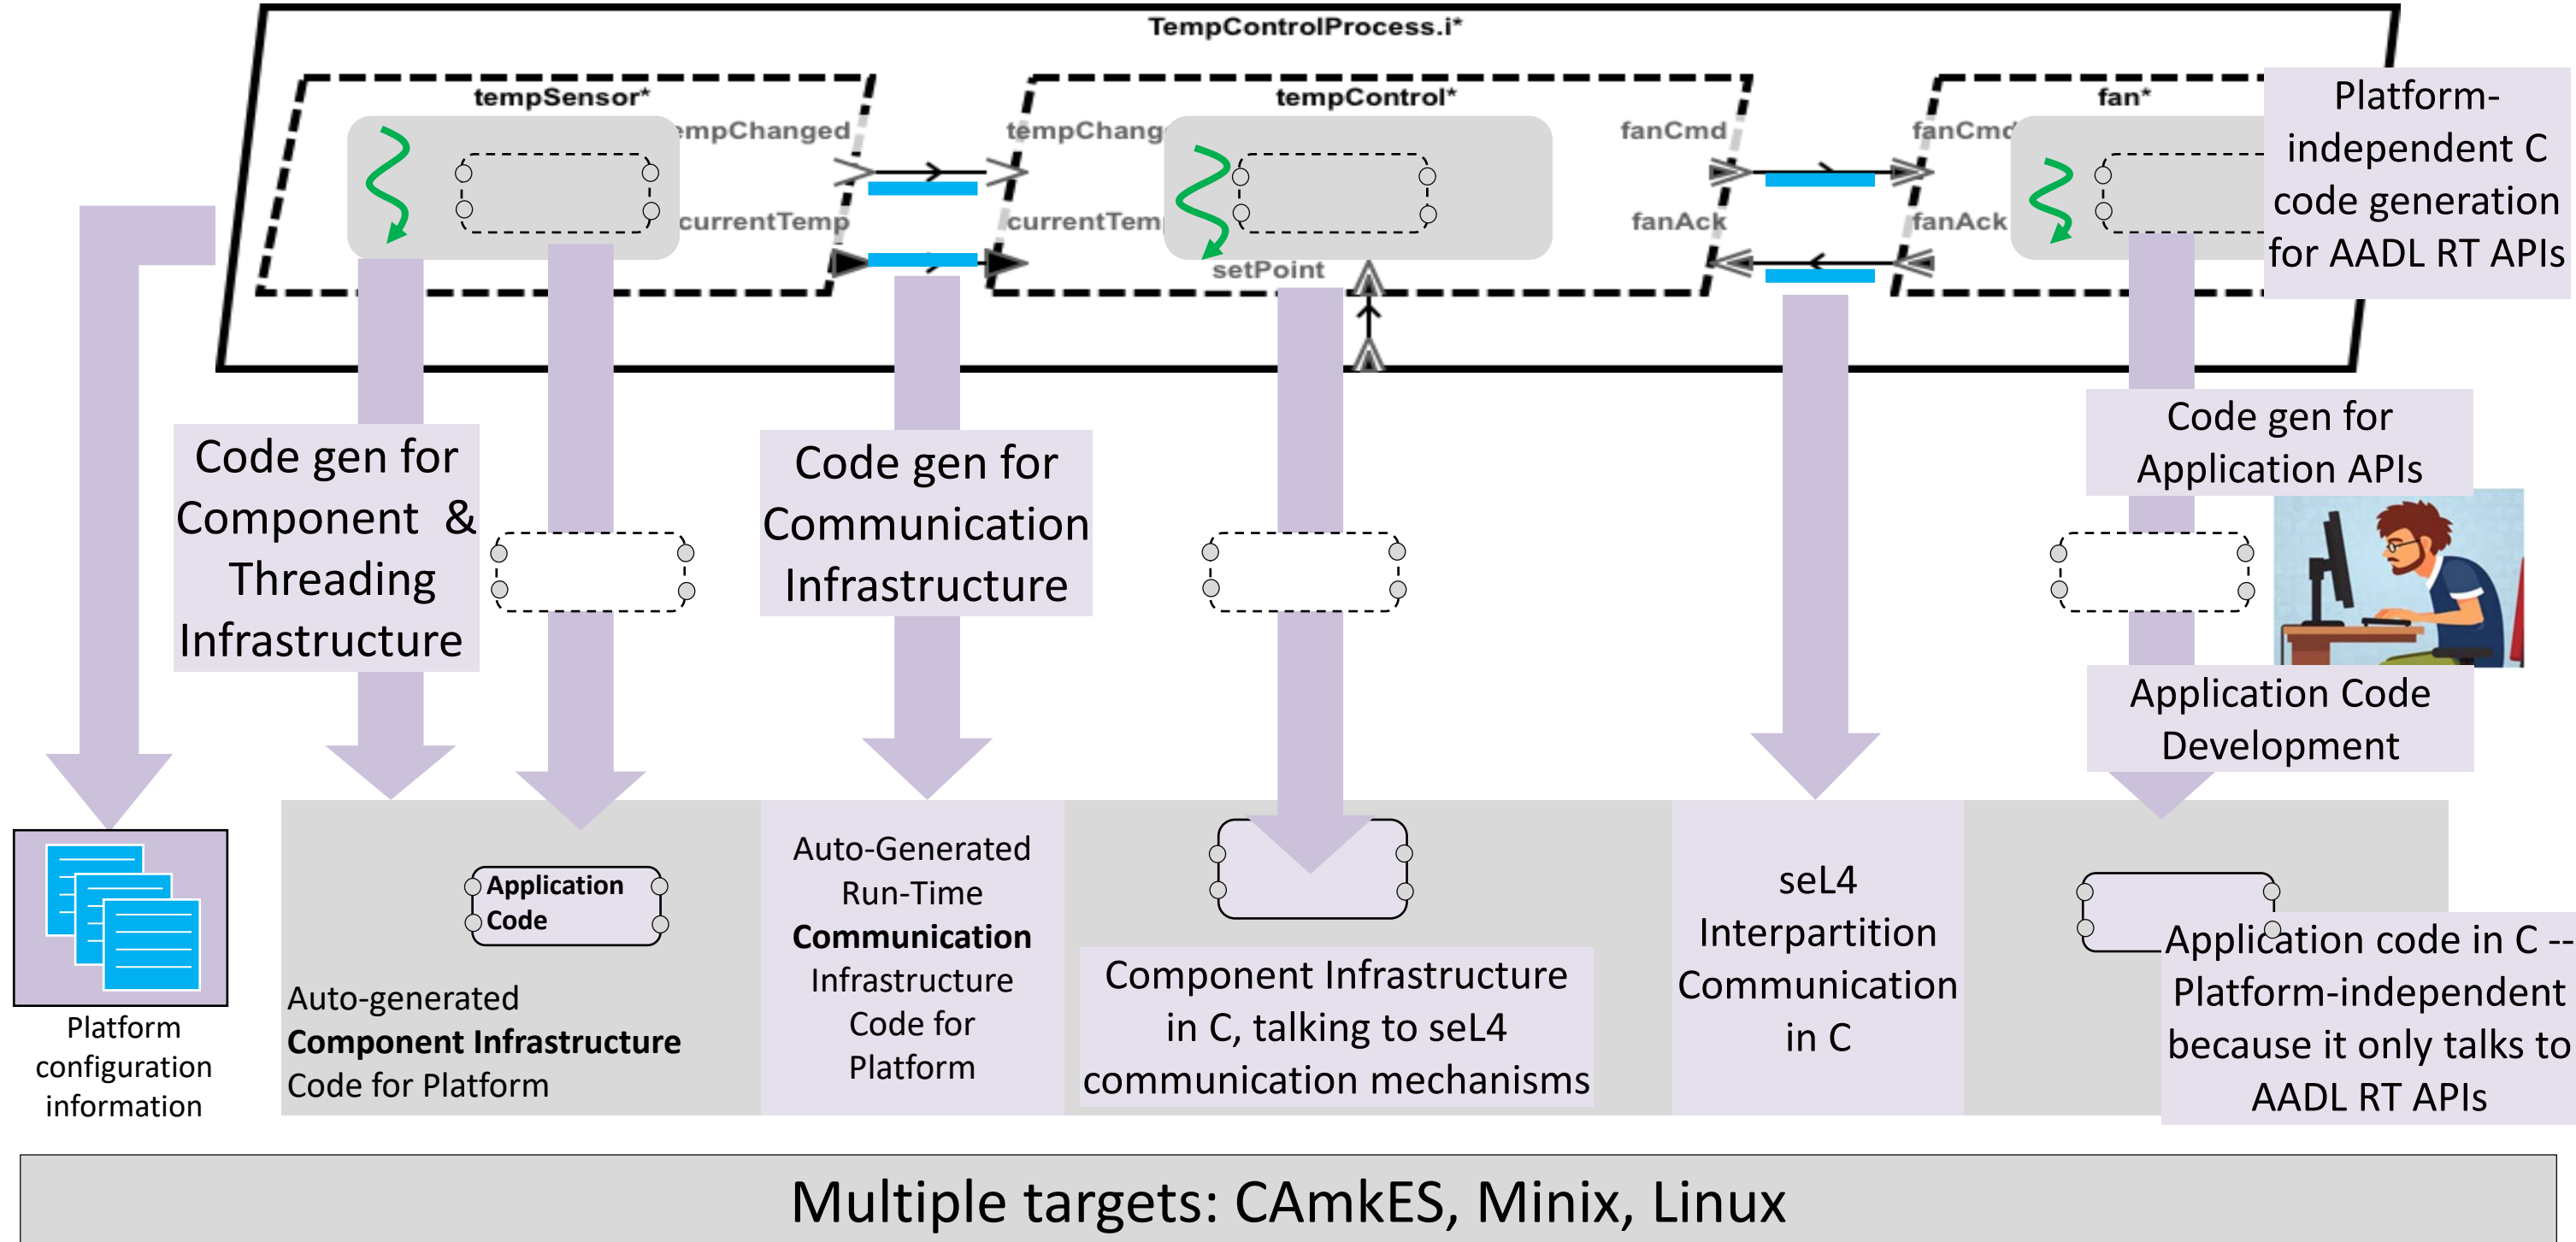 TempControlProcess.i*
tempSensor*
empChanged
currentTemp
tempControl*
tempChang
currentTem
setPoint
fanCmd
fanAck
fan*
fanCmd
fanAck
Platform-
independent C
code generation
for AADL RT APIs
Code gen for
Component &
Threading
Infrastructure
Code gen for
Communication
Infrastructure
Code gen for
Application APIs
Application Code
Development
Platform
configuration
information
Application
Code
Auto-generated
Component Infrastructure
Code for Platform
Auto-Generated
Run-Time
Communication
Infrastructure
Code for
Platform
Component Infrastructure
in C, talking to seL4
communication mechanisms
seL4
Interpartition
Communication
in C
Application code in C --
Platform-independent
because it only talks to
AADL RT APIs
Multiple targets: CAmkES, Minix, Linux